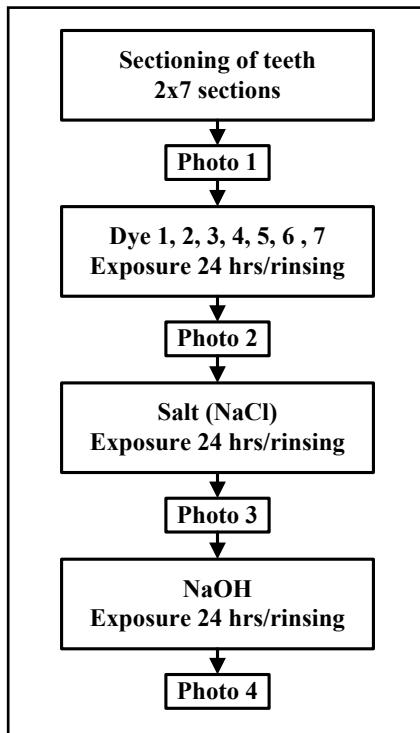 Sectioning of teeth
2x7 sections
Photo 1
Dye 1, 2, 3, 4, 5, 6 , 7
Exposure 24 hrs/rinsing
Photo 2
Salt (NaCl)
Exposure 24 hrs/rinsing
Photo 3
NaOH
Exposure 24 hrs/rinsing
Photo 4